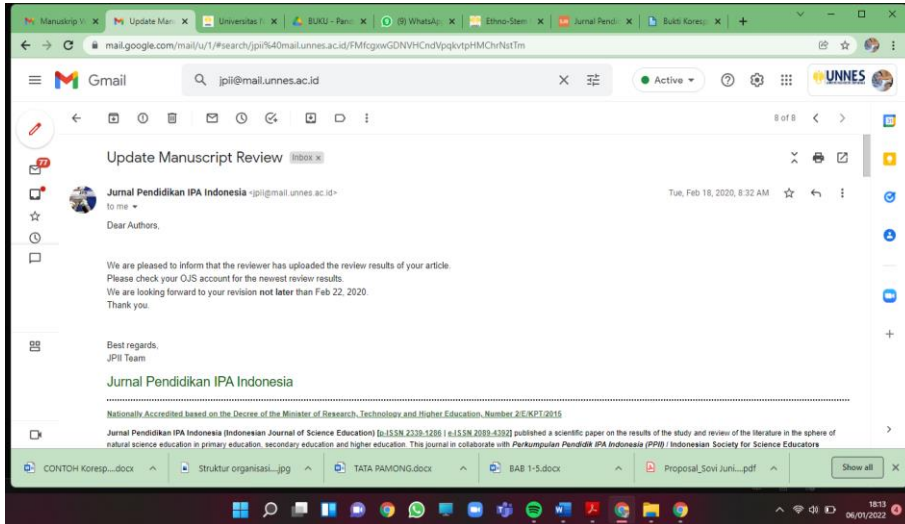 Manuskrip V
Update Man
Universitas
BUKU - Pand
(9) WhatsAp
Ethno-Stem
Jurnal Pendi
Bukti Koresp
mail.google.com/mail/u/1/#search/jpii%40mail.unnes.ac.id/FMfcgxwGDNVHCndVpqkvtpHMChrNstTm
Gmail
jpii@mail.unnes.ac.id
Active
UNNES
8 of 8
77
Update Manuscript Review Inbox x
Jurnal Pendidikan IPA Indonesia <jpii@mail.unnes.ac.id>
Tue, Feb 18, 2020, 8:32 AM
to me
Dear Authors,
We are pleased to inform that the reviewer has uploaded the review results of your article.
Please check your OJS account for the newest review results.
We are looking forward to your revision not later than Feb 22, 2020.
Thank you.
Best regards,
JPII Team
Jurnal Pendidikan IPA Indonesia
Nationally Accredited based on the Decree of the Minister of Research, Technology and Higher Education, Number 2/E/KPT/2015
Jurnal Pendidikan IPA Indonesia (Indonesian Journal of Science Education) [p-ISSN 2339-1286 | e-ISSN 2089-4392] published a scientific paper on the results of the study and review of the literature in the sphere of
natural science education in primary education, secondary education and higher education. This journal in collaborate with Perkumpulan Pendidik IPA Indonesia (PPII) / Indonesian Society for Science Educators
CONTOH Koresp....docx
Struktur organisasi....jpg
TATA PAMONG.docx
BAB 1-5.docx
Proposal_Sovi Juni....pdf
Show all
18:13
06/01/2022